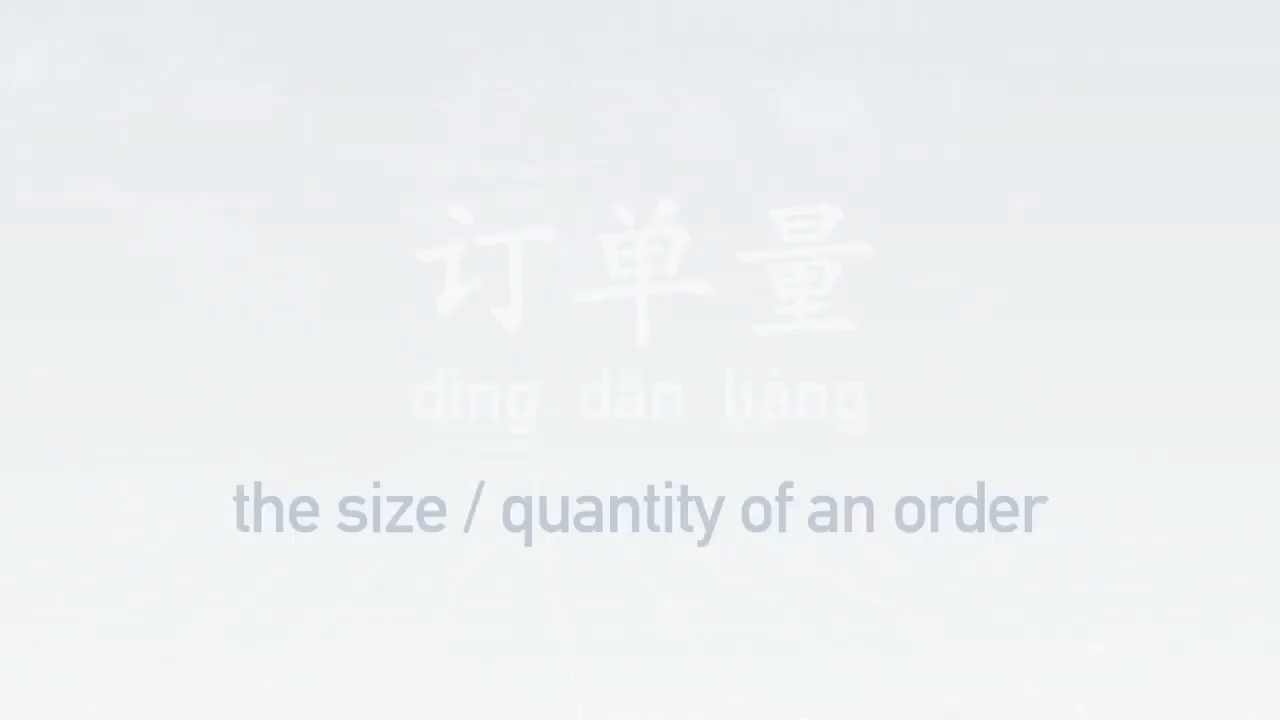 订单量
dìng dān liàng
the size / quantity of an order